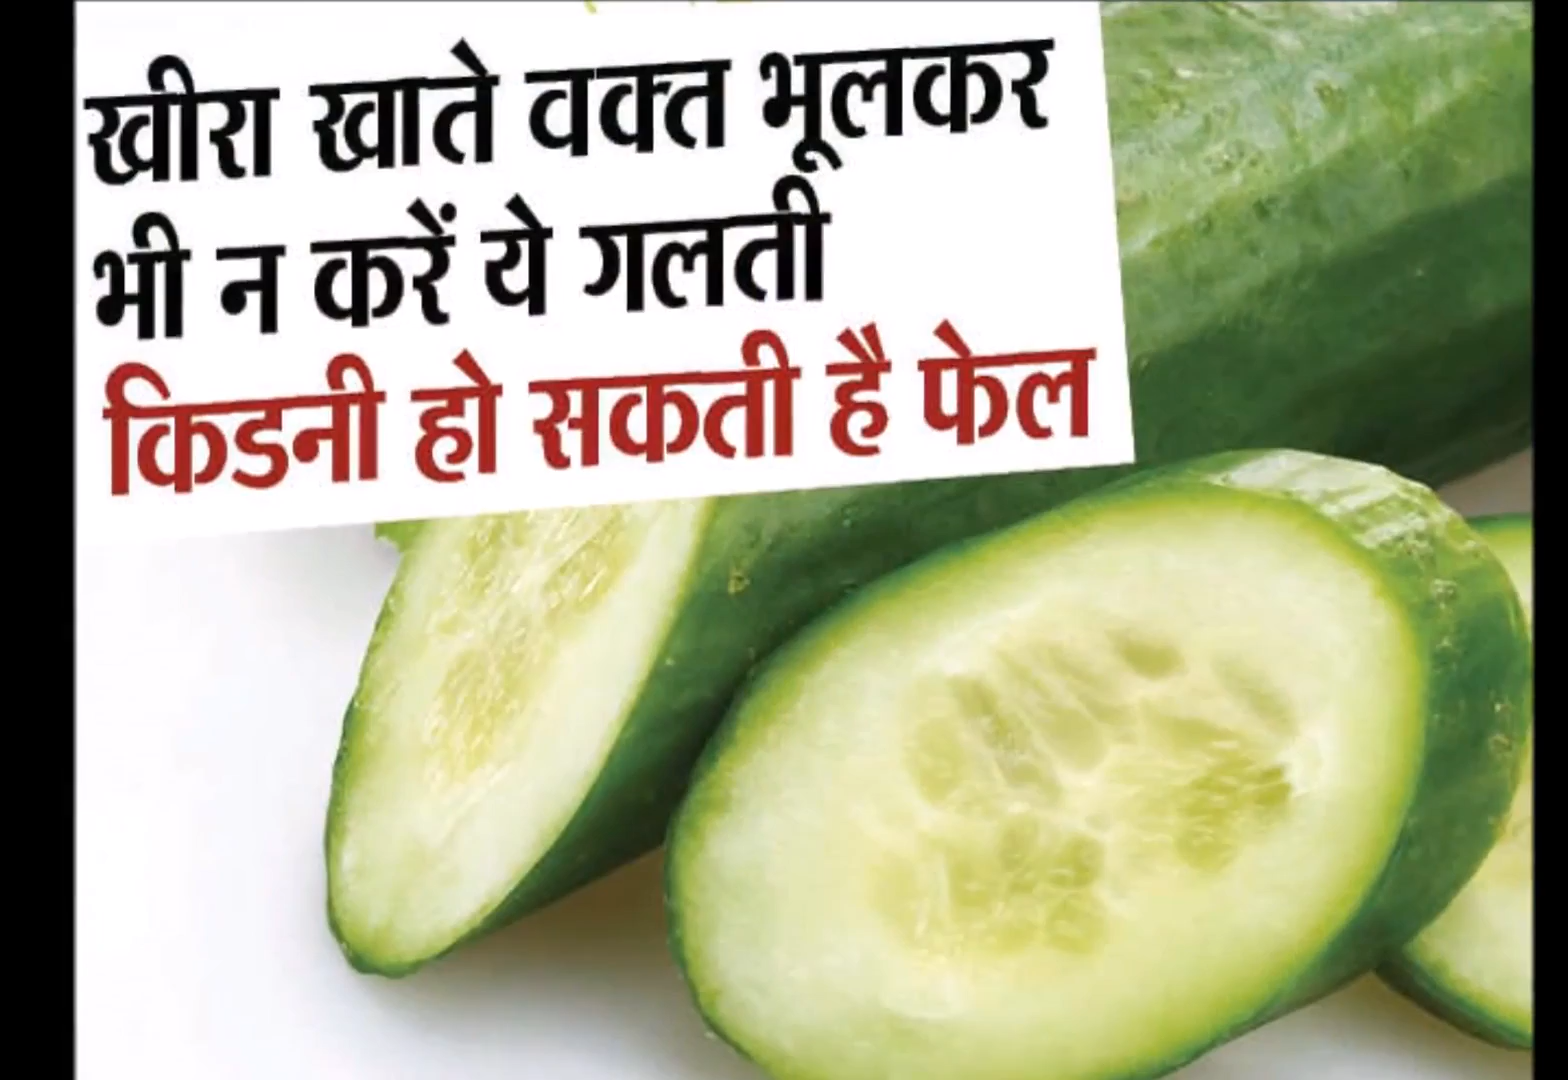 खीरा खाते वक्त भूलकर
भी न करें ये गलती
किडनी हो सकती है फेल